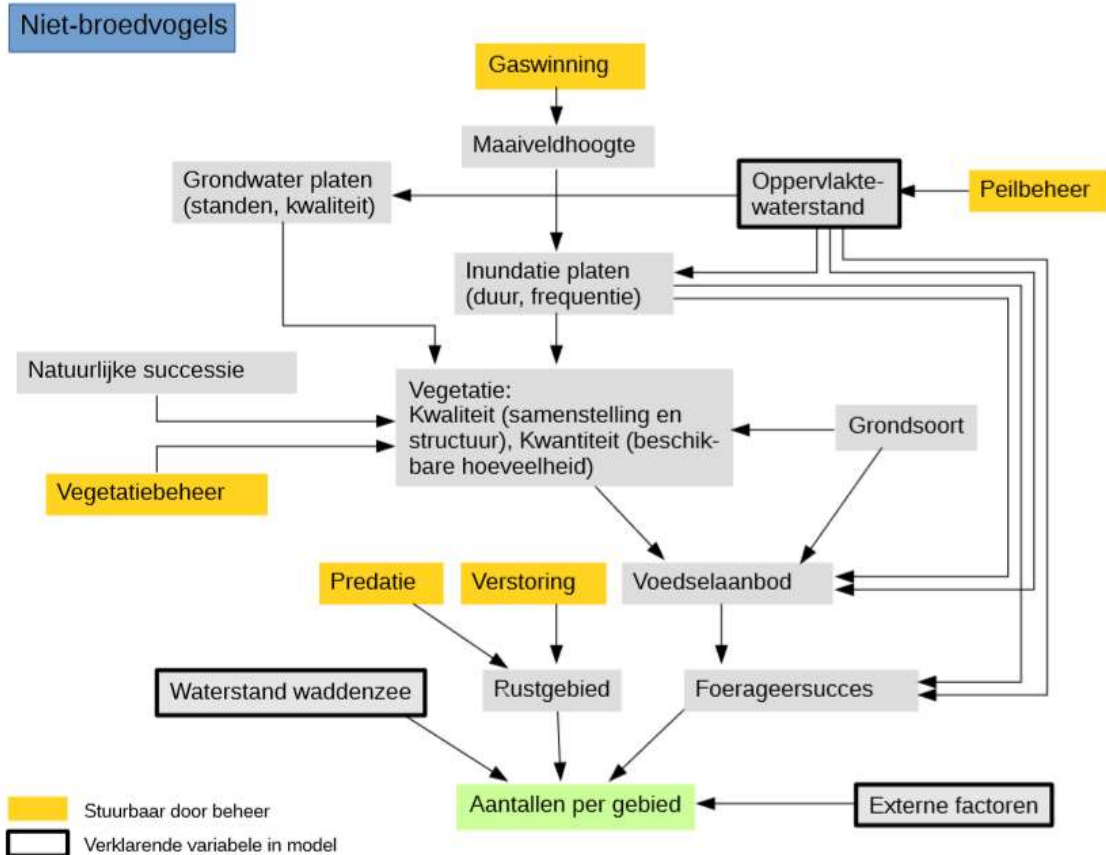 Niet-broedvogels
Gaswinning
Maaiveldhoogte
Grondwater platen
(standen, kwaliteit)
Oppervlakte-
waterstand
Peilbeheer
Inundatie platen
(duur, frequentie)
Natuurlijke successie
Vegetatie:
Kwaliteit (samenstelling en
structuur), Kwantiteit (beschik-
bare hoeveelheid)
Grondsoort
Vegetatiebeheer
Predatie
Verstoring
Voedselaanbod
Waterstand waddenzee
Rustgebied
Foerageersucces
Aantallen per gebied
Externe factoren
Stuurbaar door beheer
Verklarende variabele in model